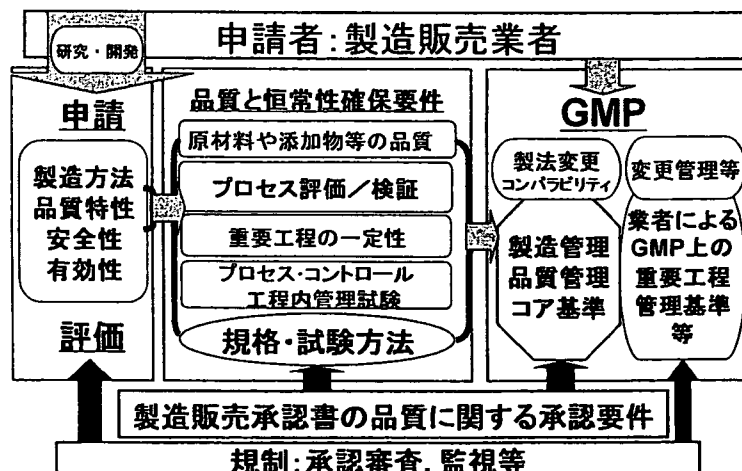 申請者:製造販売業者
研究・開発
申請
製造方法
品質特性
安全性
有効性
評価
品質と恒常性確保要件
原材料や添加物等の品質
プロセス評価/検証
重要工程の一定性
プロセス・コントロール
工程内管理試験
規格・試験方法
GMP
製法変更
コンパラビリティ
変更管理等
製造管理
品質管理
コア基準
業者による
GMP上の
重要工程
管理基準
等
製造販売承認書の品質に関する承認要件
規制:承認審査,監視等